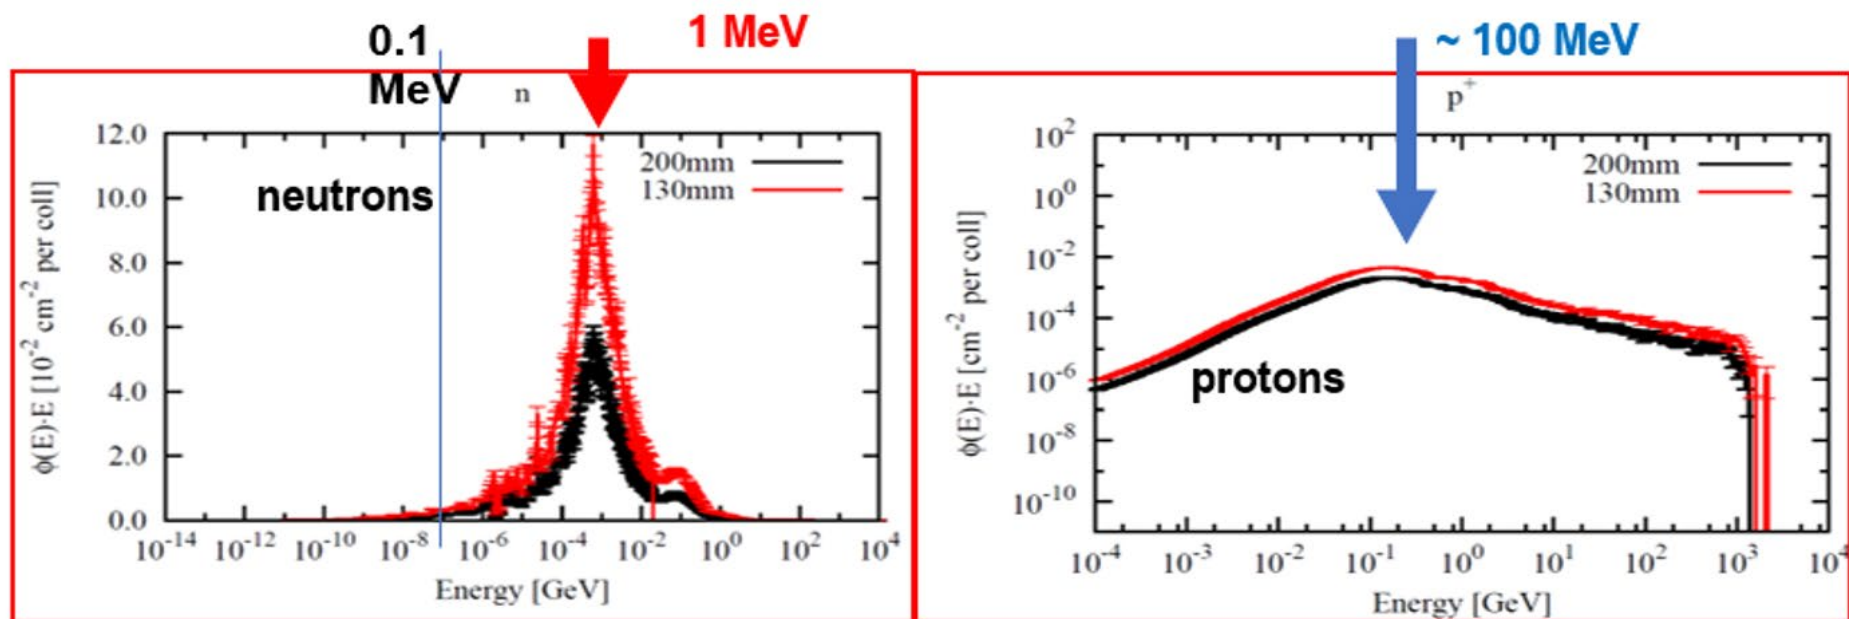 0.1
MeV
1 MeV
~ 100 MeV
n
12.0
10.0
8.0
6.0
4.0
2.0
0.0
ϕ(E)·E [10⁻² cm⁻² per coll]
200mm
130mm
neutrons
10⁻¹⁴ 10⁻¹² 10⁻¹⁰ 10⁻⁸ 10⁻⁶ 10⁻⁴ 10⁻² 10⁰ 10² 10⁴
Energy [GeV]
p⁺
10²
10⁰
10⁻²
10⁻⁴
10⁻⁶
10⁻⁸
10⁻¹⁰
ϕ(E)·E [cm⁻² per coll]
200mm
130mm
protons
10⁻⁴ 10⁻³ 10⁻² 10⁻¹ 10⁰ 10¹ 10² 10³ 10⁴
Energy [GeV]